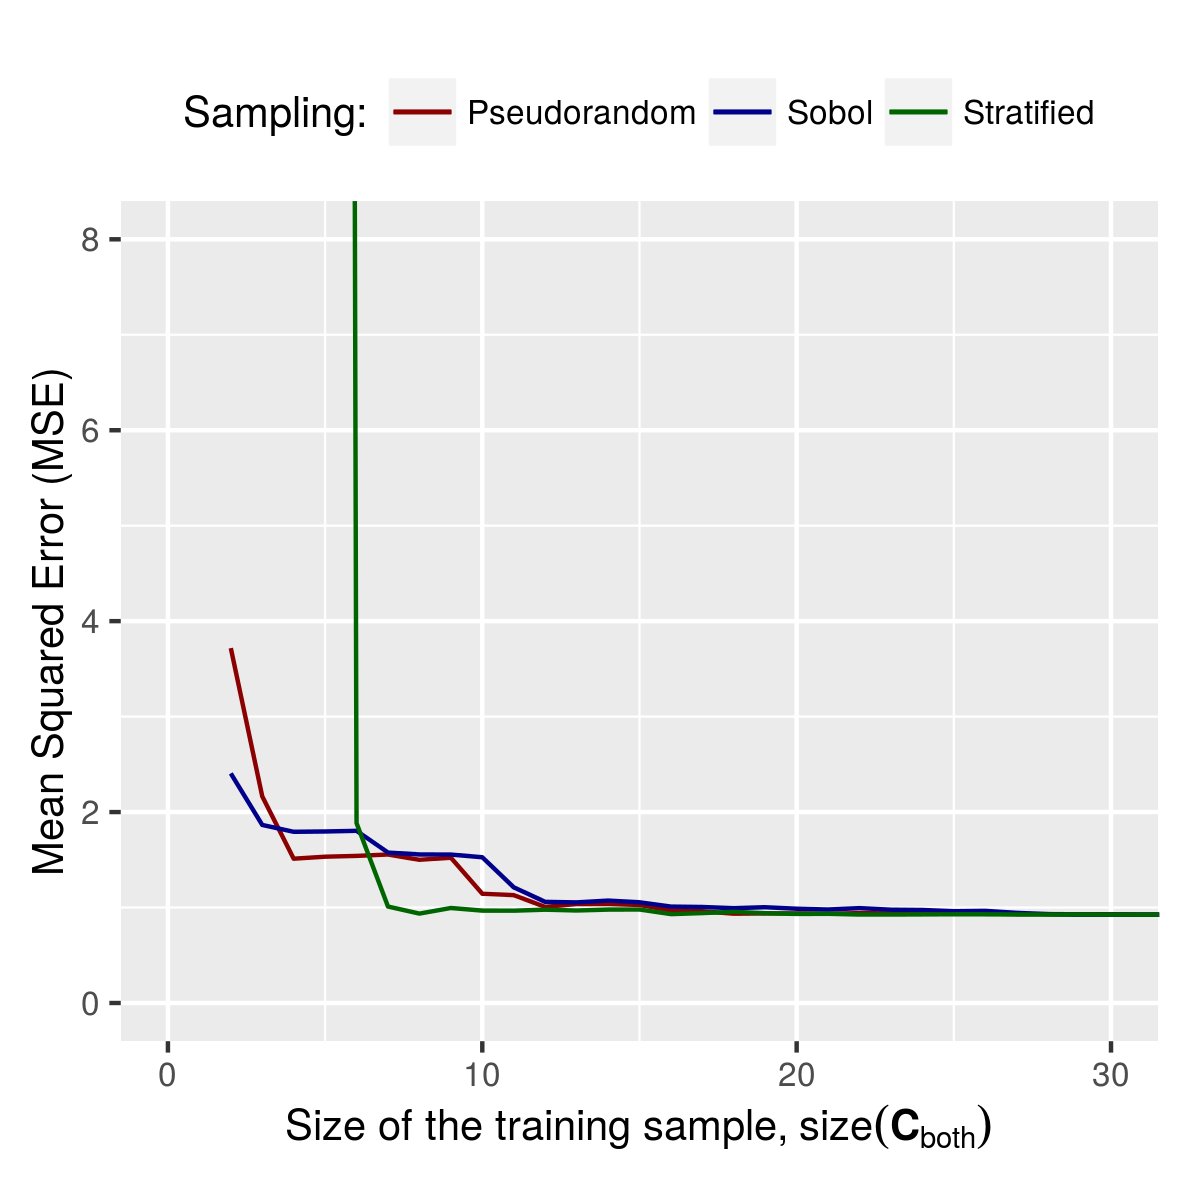 Sampling: Pseudorandom Sobol Stratified
8
6
4
2
0
Mean Squared Error (MSE)
0 10 20 30
Size of the training sample, size(C_both)